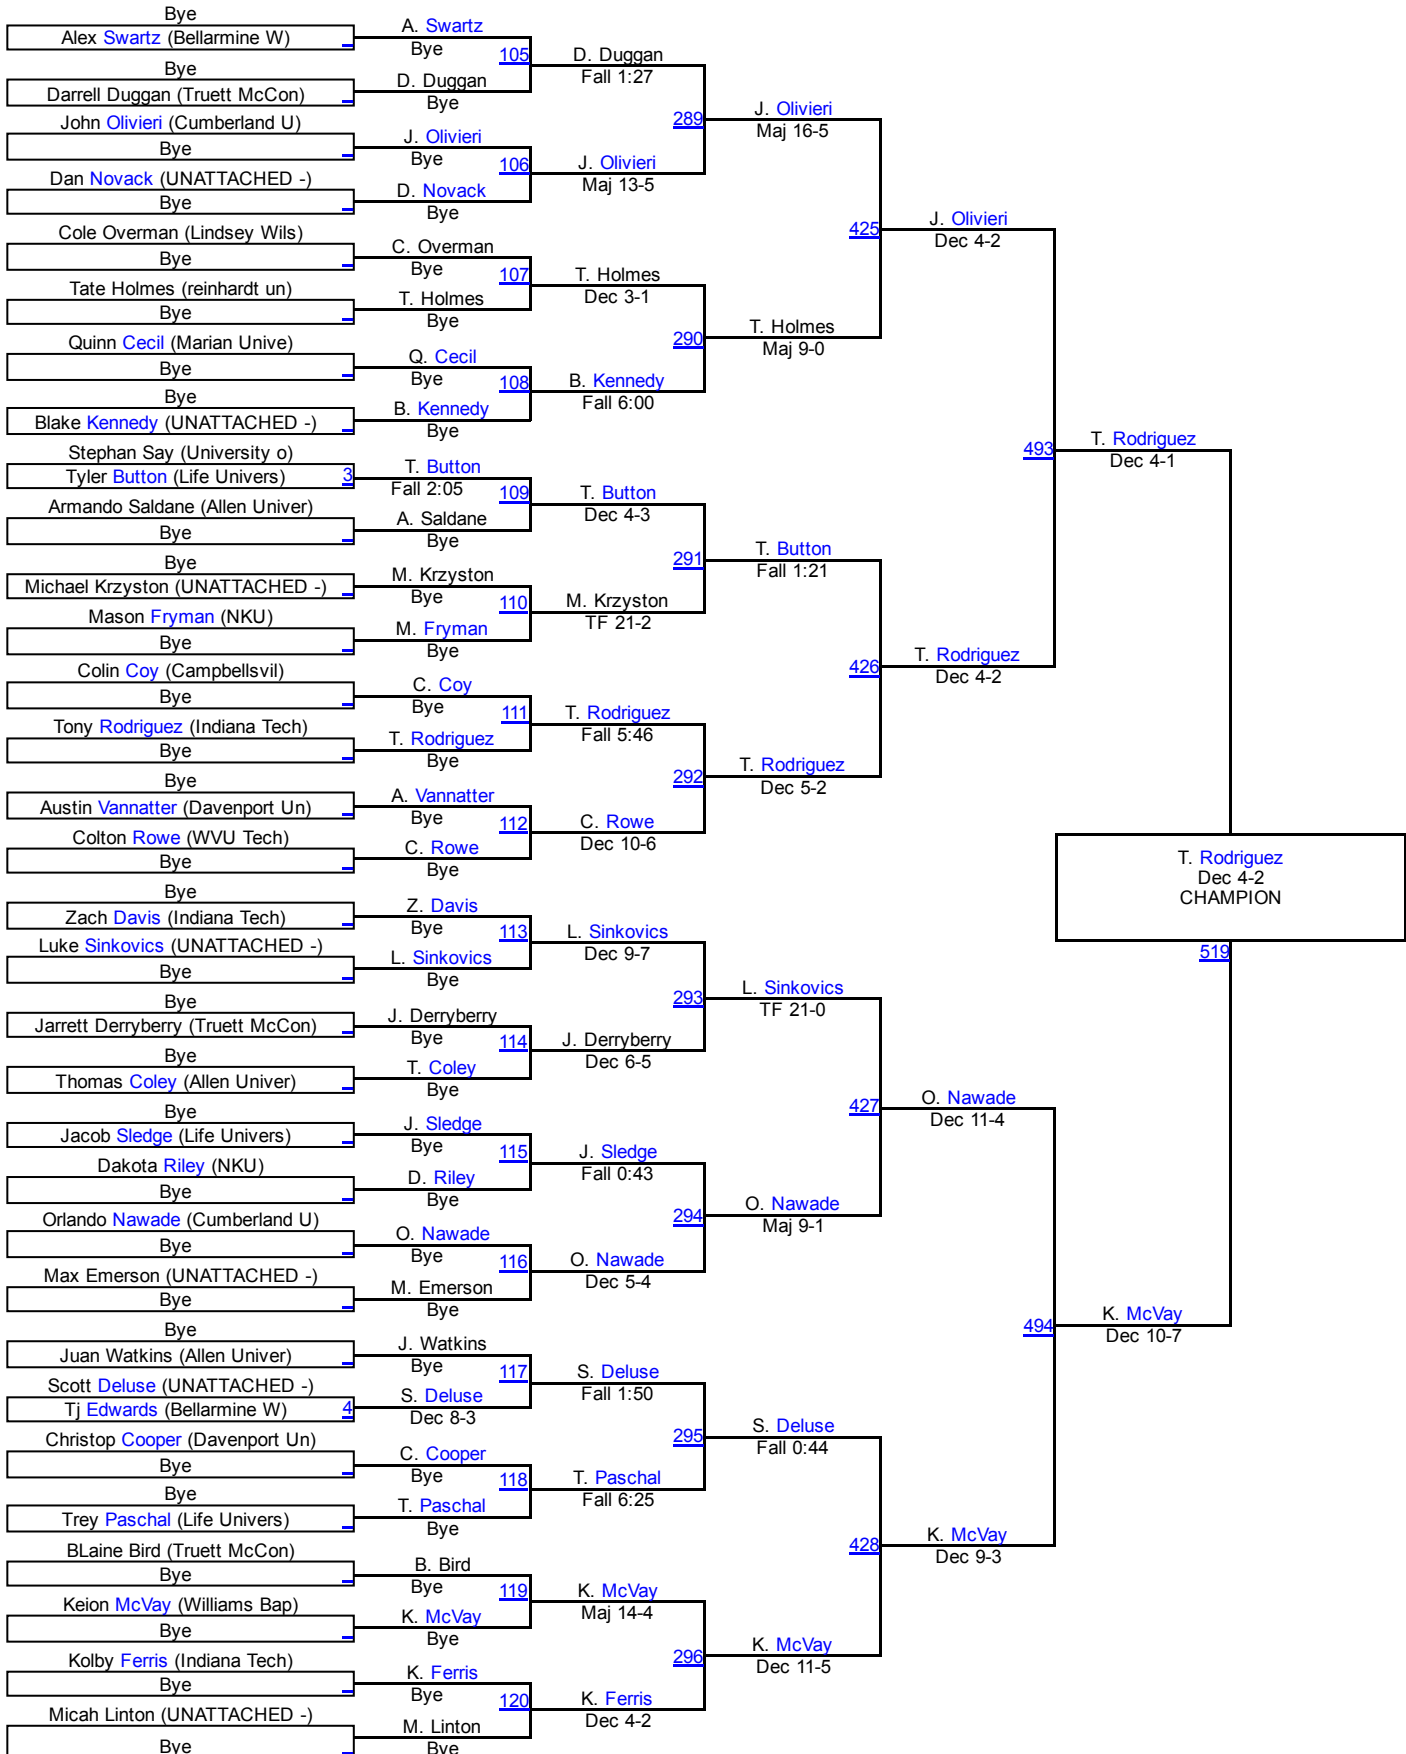 Bye
Alex Swartz (Bellarmine W)
Bye
Darrell Duggan (Truett McCon)
John Olivieri (Cumberland U)
Bye
Dan Novack (UNATTACHED -)
Bye
Cole Overman (Lindsey Wils)
Bye
Tate Holmes (reinhardt un)
Bye
Quinn Cecil (Marian Unive)
Bye
Bye
Blake Kennedy (UNATTACHED -)
Stephan Say (University o)
Tyler Button (Life Univers)
3
Armando Saldane (Allen Univer)
Bye
Bye
Michael Krzyston (UNATTACHED -)
Mason Fryman (NKU)
Bye
Colin Coy (Campbellsvil)
Bye
Tony Rodriguez (Indiana Tech)
Bye
Bye
Austin Vannatter (Davenport Un)
Colton Rowe (WVU Tech)
Bye
Bye
Zach Davis (Indiana Tech)
Luke Sinkovics (UNATTACHED -)
Bye
Bye
Jarrett Derryberry (Truett McCon)
Bye
Thomas Coley (Allen Univer)
Bye
Jacob Sledge (Life Univers)
Dakota Riley (NKU)
Bye
Orlando Nawade (Cumberland U)
Bye
Max Emerson (UNATTACHED -)
Bye
Bye
Juan Watkins (Allen Univer)
Scott Deluse (UNATTACHED -)
Tj Edwards (Bellarmine W)
4
Christop Cooper (Davenport Un)
Bye
Bye
Trey Paschal (Life Univers)
BLaine Bird (Truett McCon)
Bye
Keion McVay (Williams Bap)
Bye
Kolby Ferris (Indiana Tech)
Bye
Micah Linton (UNATTACHED -)
Bye
A. Swartz
Bye
105
D. Duggan
Bye
J. Olivieri
Bye
106
D. Novack
Bye
C. Overman
Bye
107
T. Holmes
Bye
Q. Cecil
Bye
108
B. Kennedy
Bye
T. Button
Fall 2:05
109
A. Saldane
Bye
M. Krzyston
Bye
110
M. Fryman
Bye
C. Coy
Bye
111
T. Rodriguez
Bye
A. Vannatter
Bye
112
C. Rowe
Bye
Z. Davis
Bye
113
L. Sinkovics
Bye
J. Derryberry
Bye
114
T. Coley
Bye
J. Sledge
Bye
115
D. Riley
Bye
O. Nawade
Bye
116
M. Emerson
Bye
J. Watkins
Bye
117
S. Deluse
Dec 8-3
C. Cooper
Bye
118
T. Paschal
Bye
B. Bird
Bye
119
K. McVay
Bye
K. Ferris
Bye
120
M. Linton
Bye
D. Duggan
Fall 1:27
289
J. Olivieri
Maj 13-5
T. Holmes
Dec 3-1
290
B. Kennedy
Fall 6:00
T. Button
Dec 4-3
291
M. Krzyston
TF 21-2
T. Rodriguez
Fall 5:46
292
C. Rowe
Dec 10-6
L. Sinkovics
Dec 9-7
293
J. Derryberry
Dec 6-5
J. Sledge
Fall 0:43
294
O. Nawade
Dec 5-4
S. Deluse
Fall 1:50
295
T. Paschal
Fall 6:25
K. McVay
Maj 14-4
296
K. Ferris
Dec 4-2
J. Olivieri
Maj 16-5
425
T. Holmes
Maj 9-0
T. Button
Fall 1:21
426
T. Rodriguez
Dec 5-2
L. Sinkovics
TF 21-0
427
O. Nawade
Maj 9-1
S. Deluse
Fall 0:44
428
K. McVay
Dec 11-5
J. Olivieri
Dec 4-2
493
T. Rodriguez
Dec 4-2
O. Nawade
Dec 11-4
494
K. McVay
Dec 9-3
T. Rodriguez
Dec 4-1
T. Rodriguez
Dec 4-2
CHAMPION
519
K. McVay
Dec 10-7